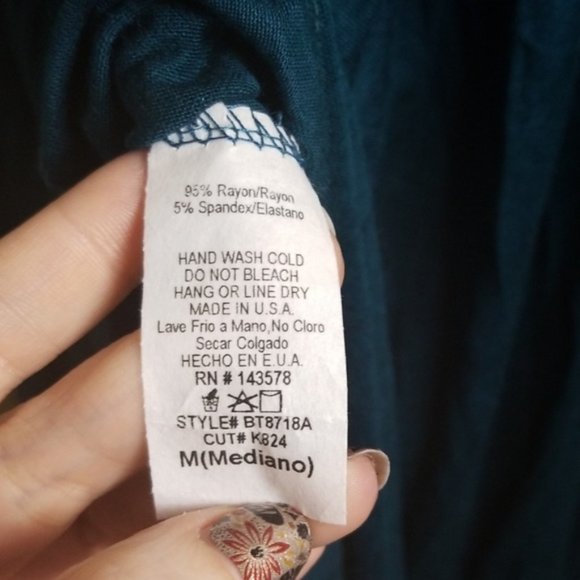 95% Rayon/Rayon
5% Spandex/Elastano
HAND WASH COLD
DO NOT BLEACH
HANG OR LINE DRY
MADE IN U.S.A.
Lave Frio a Mano,No Cloro
Secar Colgado
HECHO EN E.U.A.
RN # 143578
STYLE# BT8718A
CUT# K824
M(Mediano)